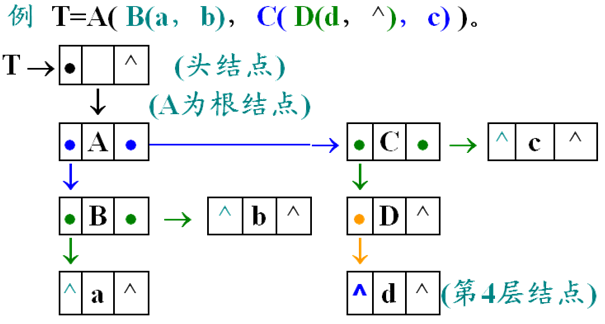 例 T=A( B(a, b), C( D(d, ^), c) )。
T → ^ (头结点)
(A为根结点)
A C ^ c ^
B ^ b ^ D ^
^ a ^ ^ d ^ (第4层结点)